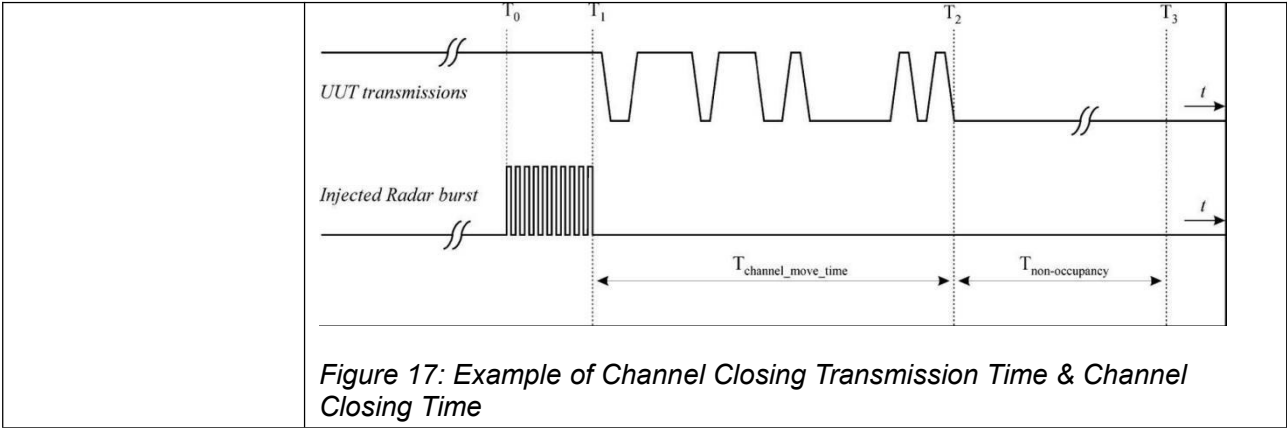 T0 T1 T2 T3
UUT transmissions
t
Injected Radar burst
t
Tchannel_move_time Tnon-occupancy
Figure 17: Example of Channel Closing Transmission Time & Channel
Closing Time